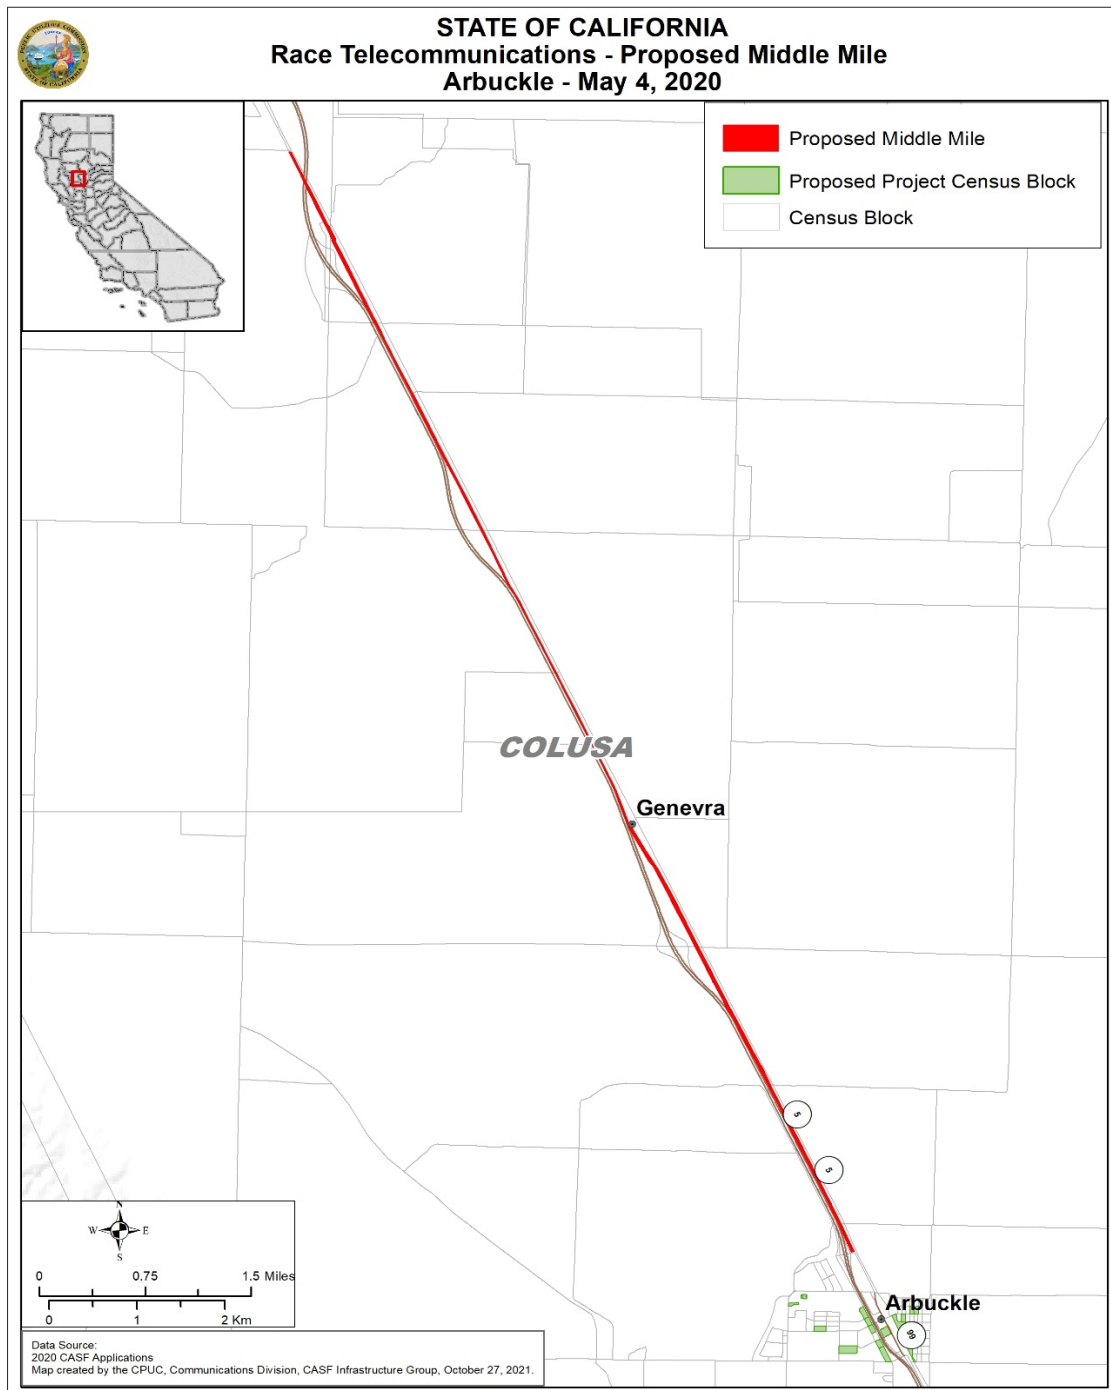 STATE OF CALIFORNIA
Race Telecommunications - Proposed Middle Mile
Arbuckle - May 4, 2020
Proposed Middle Mile
Proposed Project Census Block
Census Block
COLUSA
Genevra
5
5
N
W E
S
0 0.75 1.5 Miles
0 1 2 Km
Arbuckle
99
Data Source:
2020 CASF Applications
Map created by the CPUC, Communications Division, CASF Infrastructure Group, October 27, 2021.